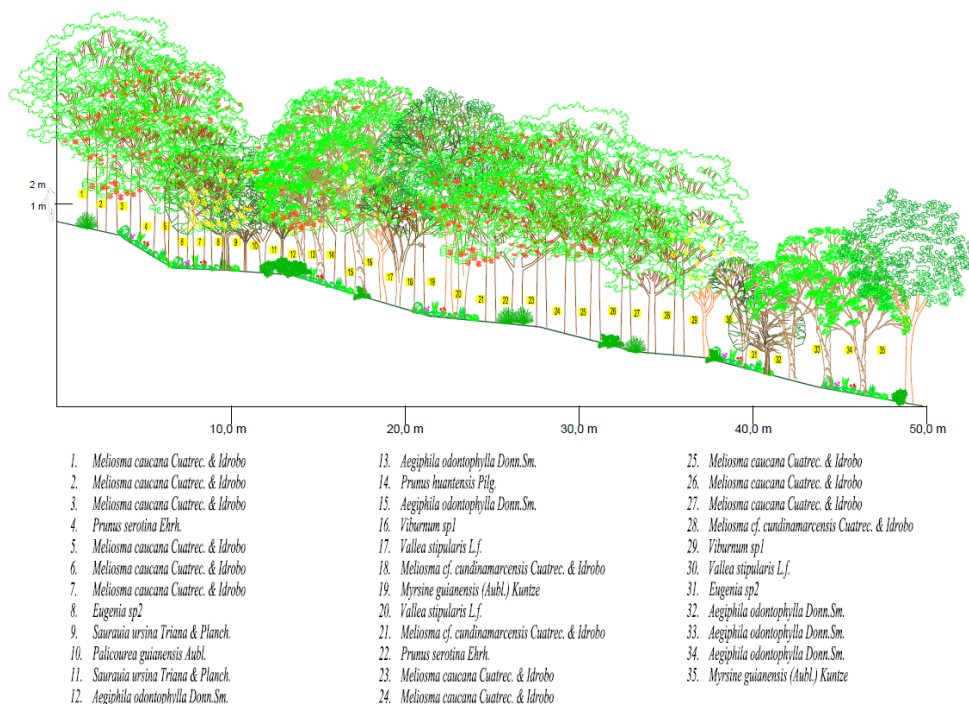 2 m
1 m
1
2
3
4
5
6
7
8
9
10
11
12
13
14
15
16
17
18
19
20
21
22
23
24
25
26
27
28
29
30
31
32
33
34
35
10,0 m
20,0 m
30,0 m
40,0 m
50,0 m
1. Meliosma caucana Cuatrec. & Idrobo
2. Meliosma caucana Cuatrec. & Idrobo
3. Meliosma caucana Cuatrec. & Idrobo
4. Prunus serotina Ehrh.
5. Meliosma caucana Cuatrec. & Idrobo
6. Meliosma caucana Cuatrec. & Idrobo
7. Meliosma caucana Cuatrec. & Idrobo
8. Eugenia sp2
9. Saurauia ursina Triana & Planch.
10. Palicourea guianensis Aubl.
11. Saurauia ursina Triana & Planch.
12. Aegiphila odontophylla Donn.Sm.
13. Aegiphila odontophylla Donn.Sm.
14. Prunus huantensis Pilg.
15. Aegiphila odontophylla Donn.Sm.
16. Viburnum sp1
17. Vallea stipularis L.f.
18. Meliosma cf. cundinamarcensis Cuatrec. & Idrobo
19. Myrsine guianensis (Aubl.) Kuntze
20. Vallea stipularis L.f.
21. Meliosma cf. cundinamarcensis Cuatrec. & Idrobo
22. Prunus serotina Ehrh.
23. Meliosma caucana Cuatrec. & Idrobo
24. Meliosma caucana Cuatrec. & Idrobo
25. Meliosma caucana Cuatrec. & Idrobo
26. Meliosma caucana Cuatrec. & Idrobo
27. Meliosma caucana Cuatrec. & Idrobo
28. Meliosma cf. cundinamarcensis Cuatrec. & Idrobo
29. Viburnum sp1
30. Vallea stipularis L.f.
31. Eugenia sp2
32. Aegiphila odontophylla Donn.Sm.
33. Aegiphila odontophylla Donn.Sm.
34. Aegiphila odontophylla Donn.Sm.
35. Myrsine guianensis (Aubl.) Kuntze